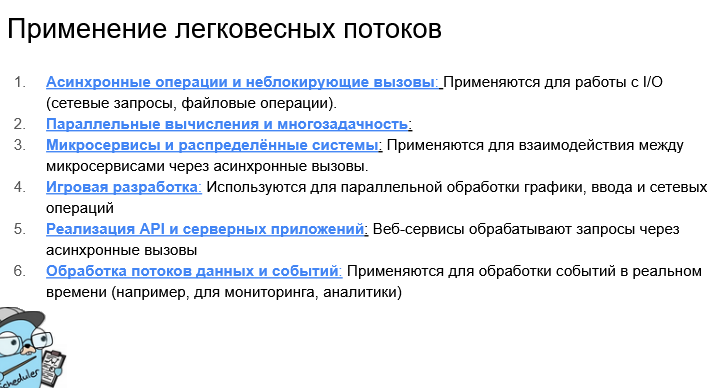 Применение легковесных потоков
1. Асинхронные операции и неблокирующие вызовы: Применяются для работы с I/O
(сетевые запросы, файловые операции).
2. Параллельные вычисления и многозадачность:
3. Микросервисы и распределённые системы: Применяются для взаимодействия между
микросервисами через асинхронные вызовы.
4. Игровая разработка: Используются для параллельной обработки графики, ввода и сетевых
операций
5. Реализация API и серверных приложений: Веб-сервисы обрабатывают запросы через
асинхронные вызовы
6. Обработка потоков данных и событий: Применяются для обработки событий в реальном
времени (например, для мониторинга, аналитики)
cheduler